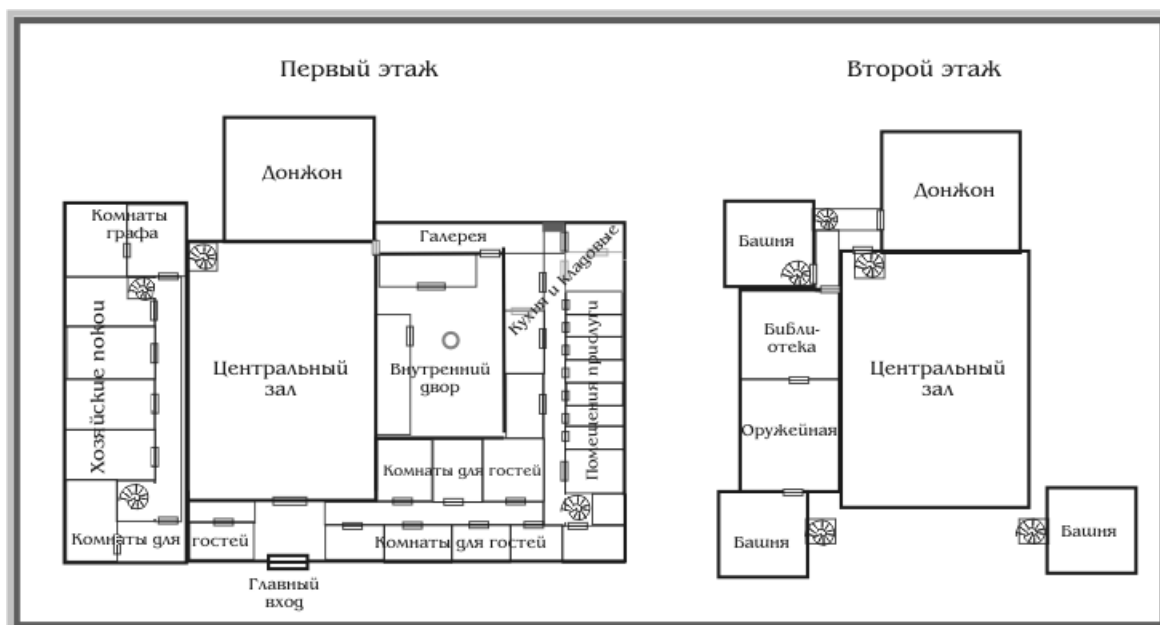 Первый этаж
Второй этаж
Донжон
Комнаты
графа
Галерея
Кухня и кладовые
Хозяйские покои
Центральный
зал
Внутренний
двор
Помещения прислуги
Комнаты для гостей
Комнаты для гостей
Комнаты для гостей
Главный
вход
Донжон
Башня
Библи-
отека
Центральный
зал
Оружейная
Башня
Башня